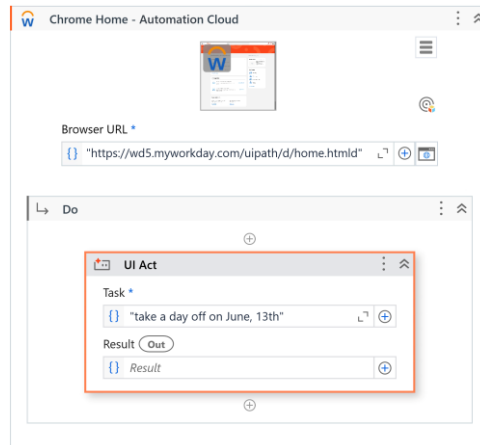 Chrome Home - Automation Cloud
Browser URL *
"https://wd5.myworkday.com/uipath/d/home.htmld"
Do
UI Act
Task *
"take a day off on June, 13th"
Result Out
Result